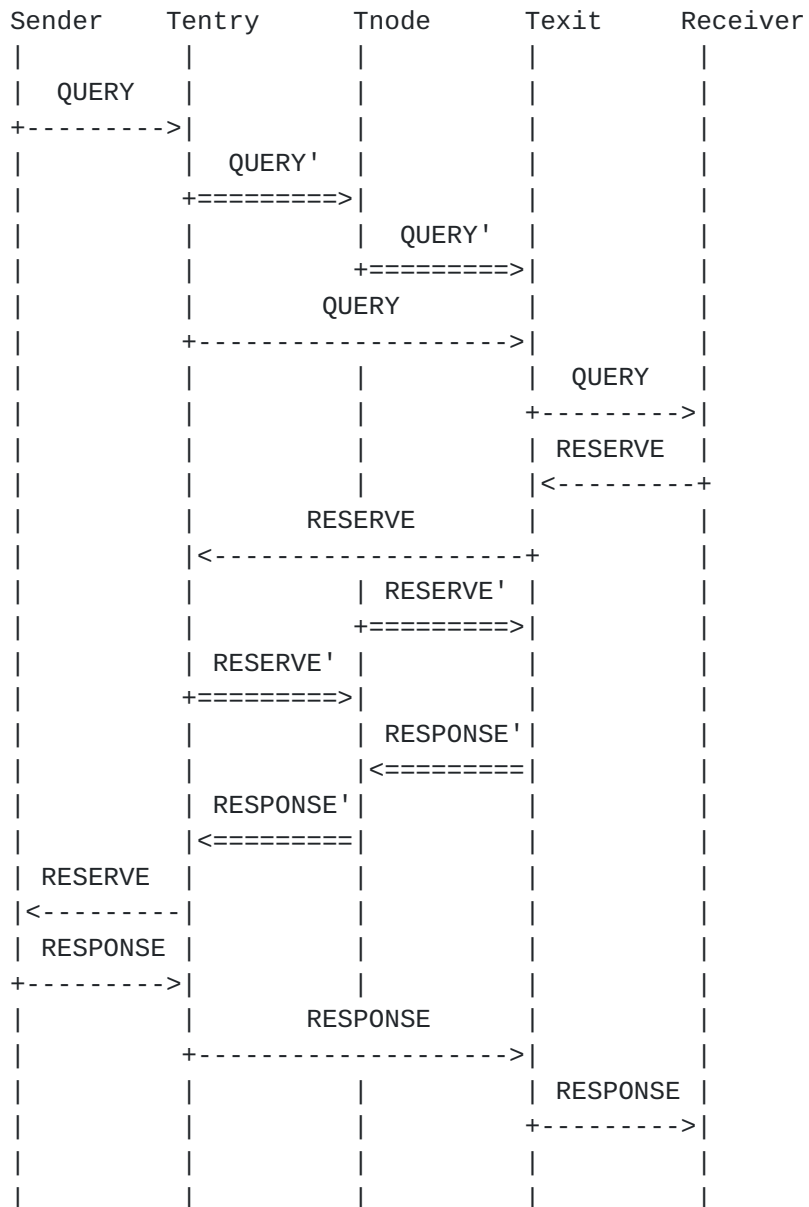 Sender Tentry Tnode Texit Receiver
QUERY
QUERY'
QUERY'
QUERY
QUERY
RESERVE
RESERVE
RESERVE'
RESERVE'
RESPONSE'
RESPONSE'
RESERVE
RESPONSE
RESPONSE
RESPONSE